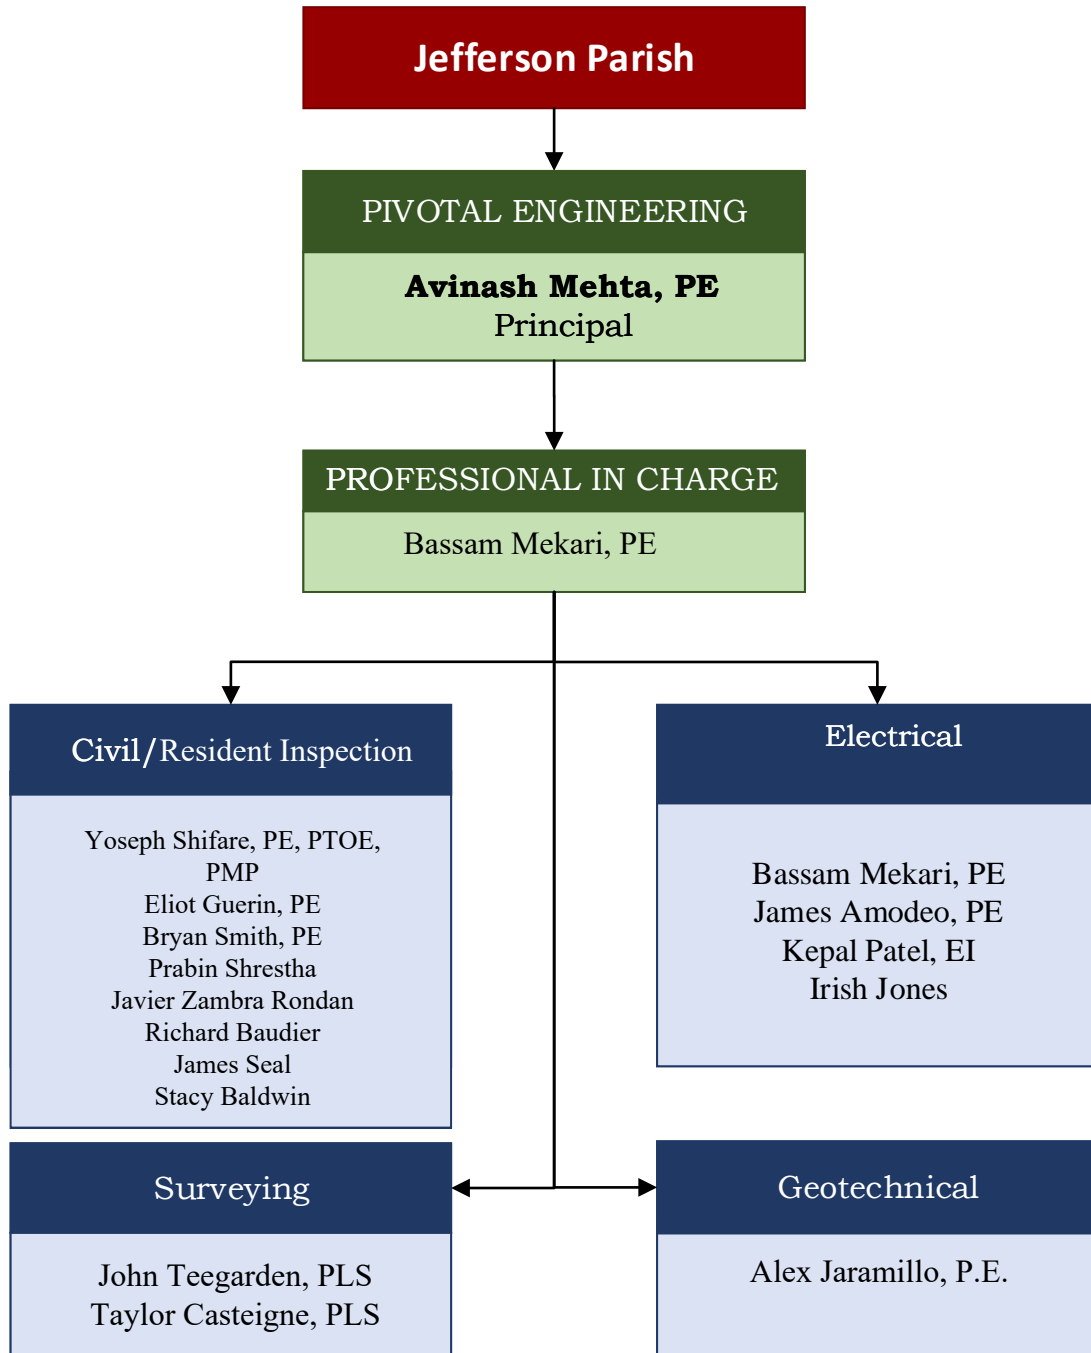 Jefferson Parish
PIVOTAL ENGINEERING
Avinash Mehta, PE
Principal
PROFESSIONAL IN CHARGE
Bassam Mekari, PE
Civil/Resident Inspection
Yoseph Shifare, PE, PTOE,
PMP
Eliot Guerin, PE
Bryan Smith, PE
Prabin Shrestha
Javier Zambra Rondan
Richard Baudier
James Seal
Stacy Baldwin
Electrical
Bassam Mekari, PE
James Amodeo, PE
Kepal Patel, EI
Irish Jones
Surveying
John Teegarden, PLS
Taylor Casteigne, PLS
Geotechnical
Alex Jaramillo, P.E.